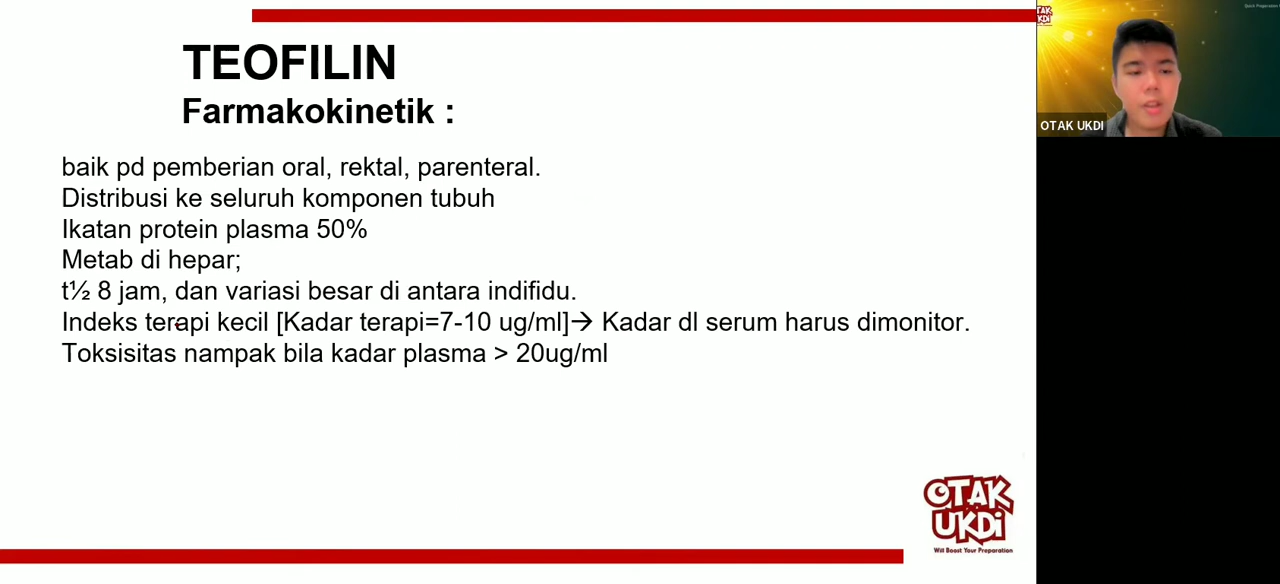 TEOFILIN
Farmakokinetik :
baik pd pemberian oral, rektal, parenteral.
Distribusi ke seluruh komponen tubuh
Ikatan protein plasma 50%
Metab di hepar;
t½ 8 jam, dan variasi besar di antara indifidu.
Indeks terapi kecil [Kadar terapi=7-10 ug/ml]→ Kadar dl serum harus dimonitor.
Toksisitas nampak bila kadar plasma > 20ug/ml
OTAK
UKDi
Will Boost Your Preparation
OTAK
UKDi
OTAK UKDI